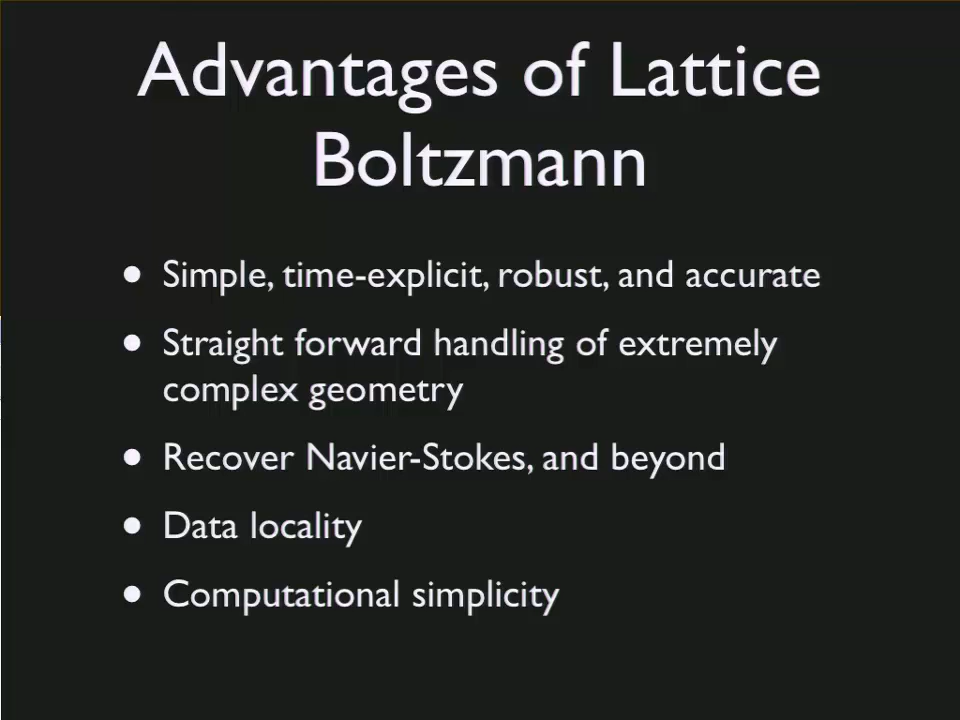 Advantages of Lattice
Boltzmann
• Simple, time-explicit, robust, and accurate
• Straight forward handling of extremely
complex geometry
• Recover Navier-Stokes, and beyond
• Data locality
• Computational simplicity